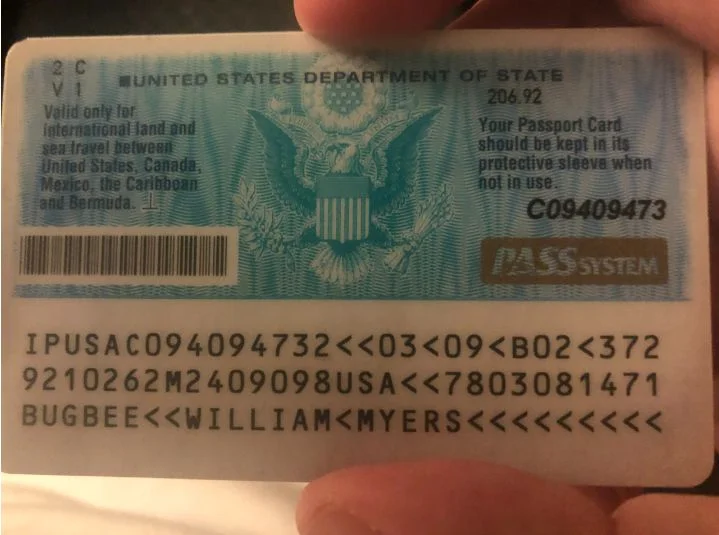 2 C
V I
UNITED STATES DEPARTMENT OF STATE
206.92
Valid only for
International land and
sea travel between
United States, Canada,
Mexico, the Caribbean
and Bermuda.
Your Passport Card
should be kept in its
protective sleeve when
not in use.
C09409473
PASS SYSTEM
IPUSAC094094732<<03<09<B02<372
9210262M2409098USA<<7803081471
BUGBEE<<WILLIAM<MYERS<<<<<<<<<